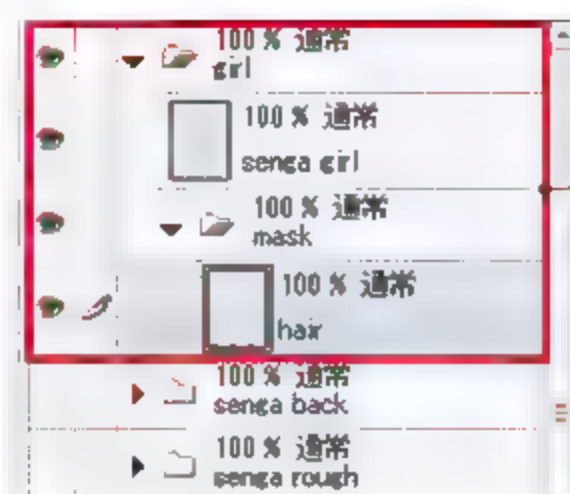 100 % 通常
girl
100 % 通常
senga girl
100 % 通常
mask
100 % 通常
hair
100 % 通常
senga back
100 % 通常
senga rough